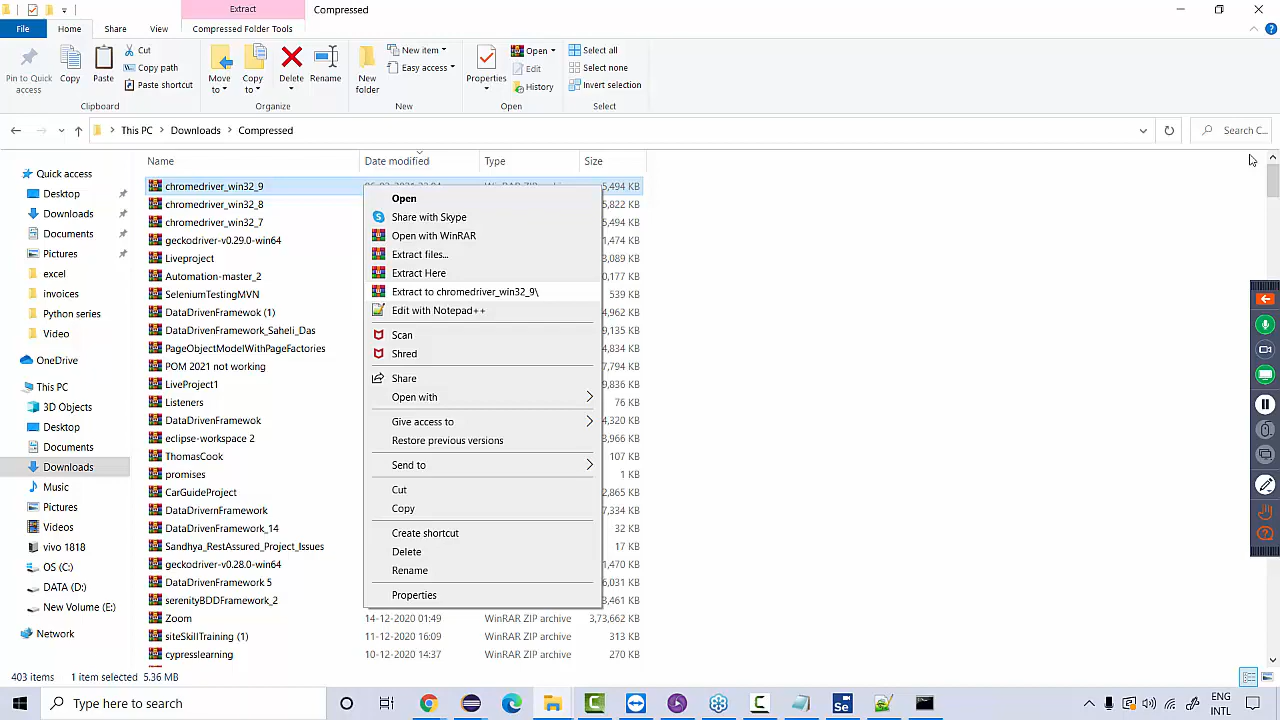 Extract
Compressed
File
Home
Share
View
Compressed Folder Tools
Pin to Quick access
Copy
Paste
Cut
Copy path
Paste shortcut
Clipboard
Move to
Copy to
Delete
Rename
Organize
New folder
New item
Easy access
New
Properties
Open
Edit
History
Open
Select all
Select none
Invert selection
Select
This PC > Downloads > Compressed
Search C...
Name
Date modified
Type
Size
Quick access
Desktop
Downloads
Documents
Pictures
excel
invoices
Python series
Video
OneDrive
This PC
3D Objects
Desktop
Documents
Downloads
Music
Pictures
Videos
vivo 1818
OS (C:)
DATA (D:)
New Volume (E:)
Network
chromedriver_win32_9 5,494 KB
chromedriver_win32_8 5,822 KB
chromedriver_win32_7 5,494 KB
geckodriver-v0.29.0-win64 1,474 KB
Liveproject 3,089 KB
Automation-master_2 0,176 KB
SeleniumTestingMVN 539 KB
DataDrivenFramewok (1) 4,962 KB
DataDrivenFramework_Saheli_Das 9,135 KB
PageObjectModelWithPageFactories 4,834 KB
POM 2021 not working 7,794 KB
LiveProject1 9,836 KB
Listeners 76 KB
DataDrivenFramewok 4,320 KB
eclipse-workspace 2 3,966 KB
ThomasCook 107 KB
promises 1 KB
CarGuideProject 2,865 KB
DataDrivernFramework 7,334 KB
DataDrivenFramework_14 32 KB
Sandhya_RestAssured_Project_Issues 17 KB
geckodriver-v0.28.0-win64 1,470 KB
DataDrivenFramework 5 6,031 KB
serenityBDDFramework_2 3,461 KB
Zoom 14-12-2020 01:49 WinRAR ZIP archive 3,73,662 KB
siteSkillTraining (1) 11-12-2020 16:09 WinRAR ZIP archive 313 KB
cypresslearning 10-12-2020 14:37 WinRAR ZIP archive 270 KB
Open
Share with Skype
Open with WinRAR
Extract files...
Extract Here
Extract to chromedriver_win32_9\
Edit with Notepad++
Scan
Shred
Share
Open with
Give access to
Restore previous versions
Send to
Cut
Copy
Create shortcut
Delete
Rename
Properties
403 items 1 item selected 5.36 MB
Type here to search
Se
ENG
INTL